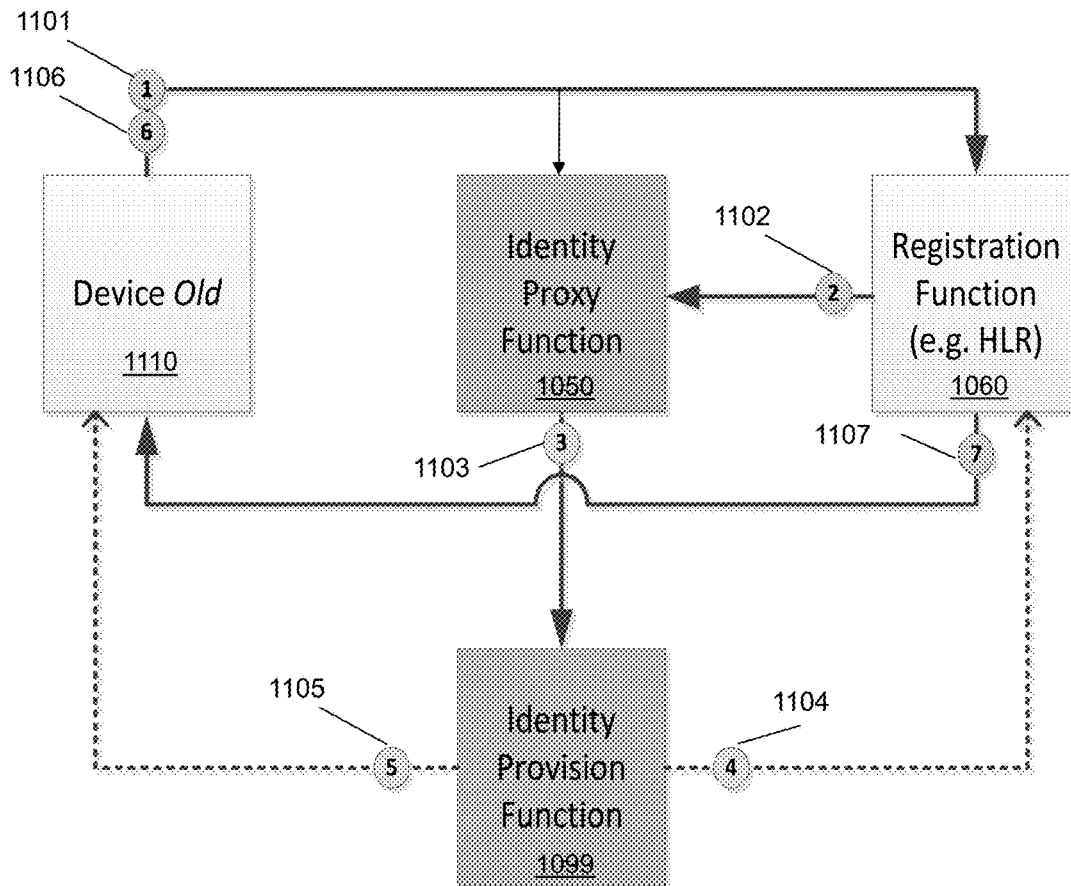 1101
1106
1
6
Device Old
1110
Identity
Proxy
Function
1050
1102
2
Registration
Function
(e.g. HLR)
1060
3
1103
1107
7
1105
5
Identity
Provision
Function
1099
1104
4